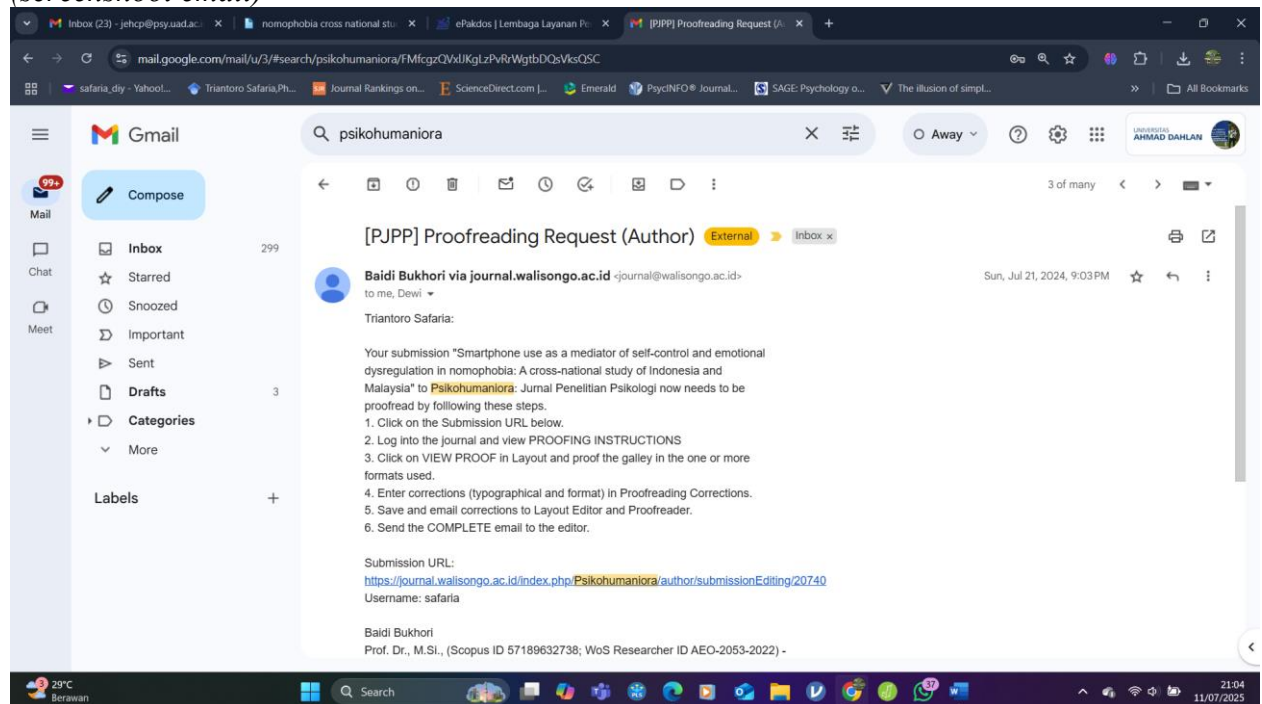 (screenshoot email)
Inbox (23) - jehcp@psy.uad.ac.i
nomophobia cross national stu
ePakdos | Lembaga Layanan Pe
[PJPP] Proofreading Request (A
mail.google.com/mail/u/3/#search/psikohumaniora/FMfcgzQVxlJKgLzPvRrWgtbDQsVksQSC
safaria_diy - Yahoo!...
Triantoro Safaria,Ph...
Journal Rankings on...
ScienceDirect.com |...
Emerald
PsycINFO® Journal...
SAGE: Psychology o...
The illusion of simpl...
»
All Bookmarks
Gmail
psikohumaniora
Away
UNIVERSITAS
AHMAD DAHLAN
99+
Mail
Chat
Meet
Compose
Inbox 299
Starred
Snoozed
Important
Sent
Drafts 3
Categories
More
Labels
3 of many
[PJPP] Proofreading Request (Author) External Inbox x
Baidi Bukhori via journal.walisongo.ac.id <journal@walisongo.ac.id>
Sun, Jul 21, 2024, 9:03 PM
to me, Dewi
Triantoro Safaria:
Your submission "Smartphone use as a mediator of self-control and emotional
dysregulation in nomophobia: A cross-national study of Indonesia and
Malaysia" to Psikohumaniora: Jurnal Penelitian Psikologi now needs to be
proofread by folllowing these steps.
1. Click on the Submission URL below.
2. Log into the journal and view PROOFING INSTRUCTIONS
3. Click on VIEW PROOF in Layout and proof the galley in the one or more
formats used.
4. Enter corrections (typographical and format) in Proofreading Corrections.
5. Save and email corrections to Layout Editor and Proofreader.
6. Send the COMPLETE email to the editor.
Submission URL:
https://journal.walisongo.ac.id/index.php/Psikohumaniora/author/submissionEditing/20740
Username: safaria
Baidi Bukhori
Prof. Dr., M.Si., (Scopus ID 57189632738; WoS Researcher ID AEO-2053-2022) -
3
29°C
Berawan
Search
37
21:04
11/07/2025